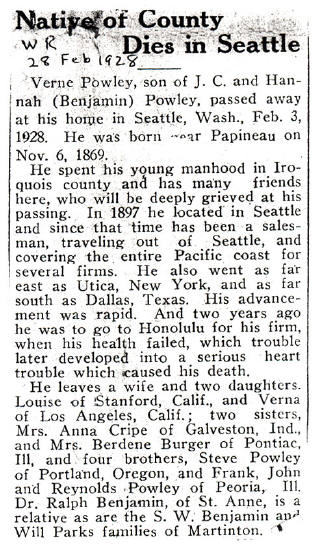 Native of County
Dies in Seattle
W R
28 Feb 1928
Verne Powley, son of J. C. and Han-
nah (Benjamin) Powley, passed away
at his home in Seattle, Wash., Feb. 3,
1928. He was born near Papineau on
Nov. 6, 1869.
He spent his young manhood in Iro-
quois county and has many friends
here, who will be deeply grieved at his
passing. In 1897 he located in Seattle
and since that time has been a sales-
man, traveling out of Seattle, and
covering the entire Pacific coast for
several firms. He also went as far
east as Utica, New York, and as far
south as Dallas, Texas. His advance-
ment was rapid. And two years ago
he was to go to Honolulu for his firm,
when his health failed, which trouble
later developed into a serious heart
trouble which caused his death.
He leaves a wife and two daughters.
Louise of Stanford, Calif., and Verna
of Los Angeles, Calif.; two sisters,
Mrs. Anna Cripe of Galveston, Ind.,
and Mrs. Berdene Burger of Pontiac,
Ill, and four brothers, Steve Powley
of Portland, Oregon, and Frank, John
and Reynolds Powley of Peoria, Ill.
Dr. Ralph Benjamin, of St. Anne, is a
relative as are the S. W. Benjamin and
Will Parks families of Martinton.